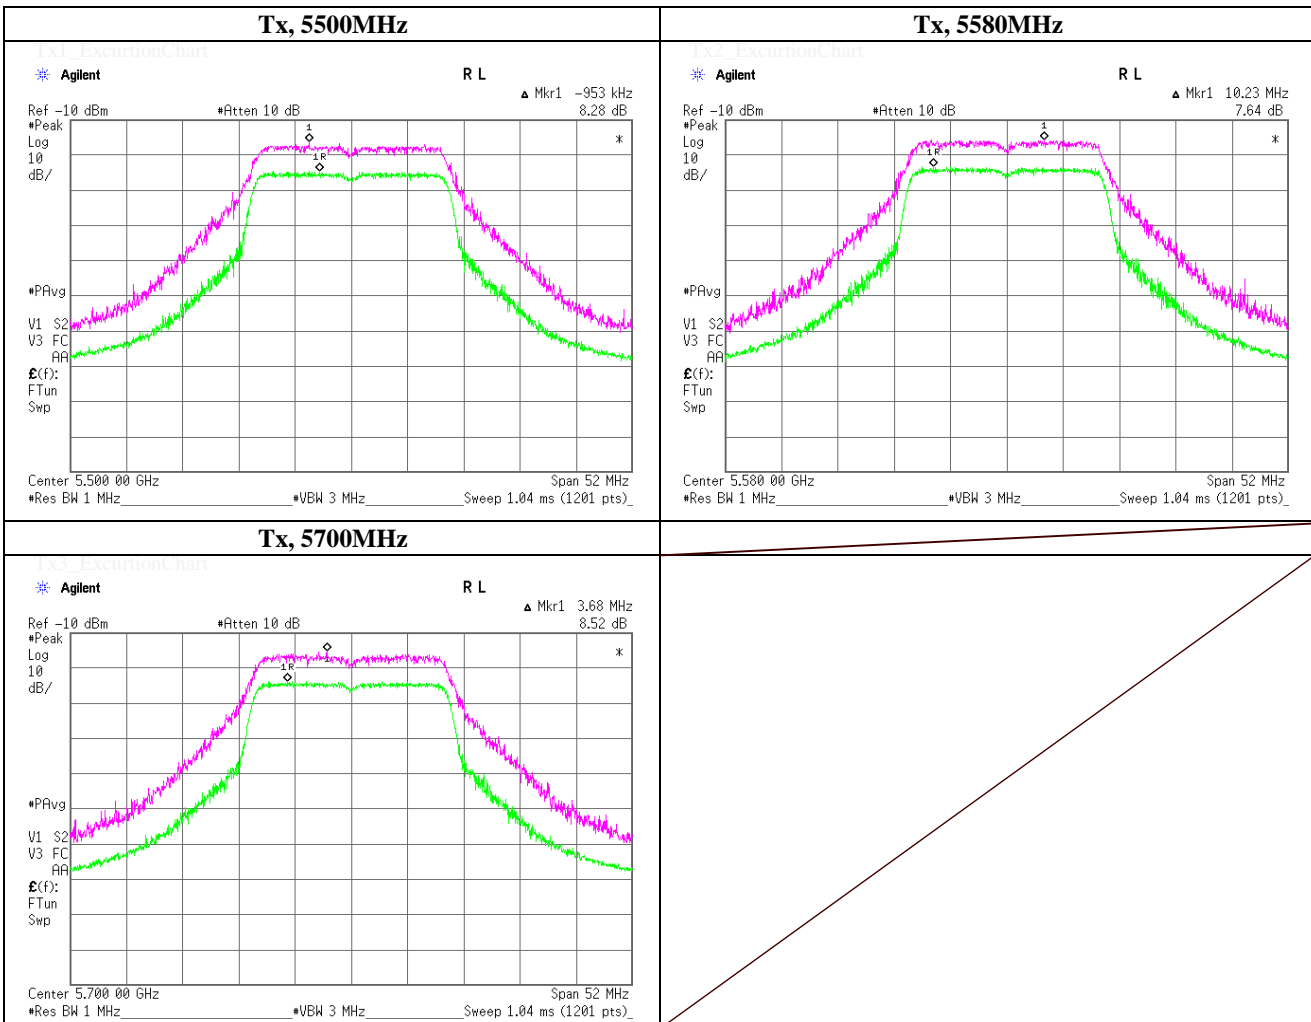 Tx, 5500MHz
Tx, 5580MHz
Tx1_ExcurtionChart
Agilent
R L
Δ Mkr1 -953 kHz
Ref -10 dBm
#Atten 10 dB
8.28 dB
#Peak
Log
10
dB/
1
1R
*
#PAvg
V1 S2
V3 FC
AA
£(f):
FTun
Swp
Center 5.500 00 GHz
Span 52 MHz
#Res BW 1 MHz
#VBW 3 MHz
Sweep 1.04 ms (1201 pts)
Tx2_ExcurtionChart
Agilent
R L
Δ Mkr1 10.23 MHz
Ref -10 dBm
#Atten 10 dB
7.64 dB
#Peak
Log
10
dB/
1
1R
*
#PAvg
V1 S2
V3 FC
AA
£(f):
FTun
Swp
Center 5.580 00 GHz
Span 52 MHz
#Res BW 1 MHz
#VBW 3 MHz
Sweep 1.04 ms (1201 pts)
Tx, 5700MHz
Tx3_ExcurtionChart
Agilent
R L
Δ Mkr1 3.68 MHz
Ref -10 dBm
#Atten 10 dB
8.52 dB
#Peak
Log
10
dB/
1R
1
*
#PAvg
V1 S2
V3 FC
AA
£(f):
FTun
Swp
Center 5.700 00 GHz
Span 52 MHz
#Res BW 1 MHz
#VBW 3 MHz
Sweep 1.04 ms (1201 pts)